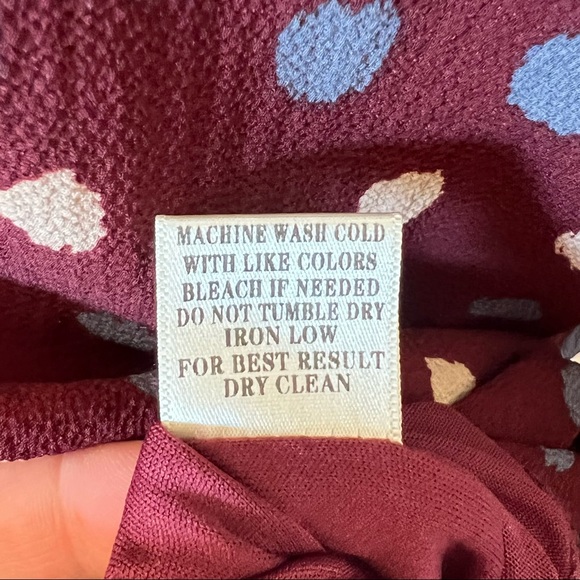 MACHINE WASH COLD
WITH LIKE COLORS
BLEACH IF NEEDED
DO NOT TUMBLE DRY
IRON LOW
FOR BEST RESULT
DRY CLEAN